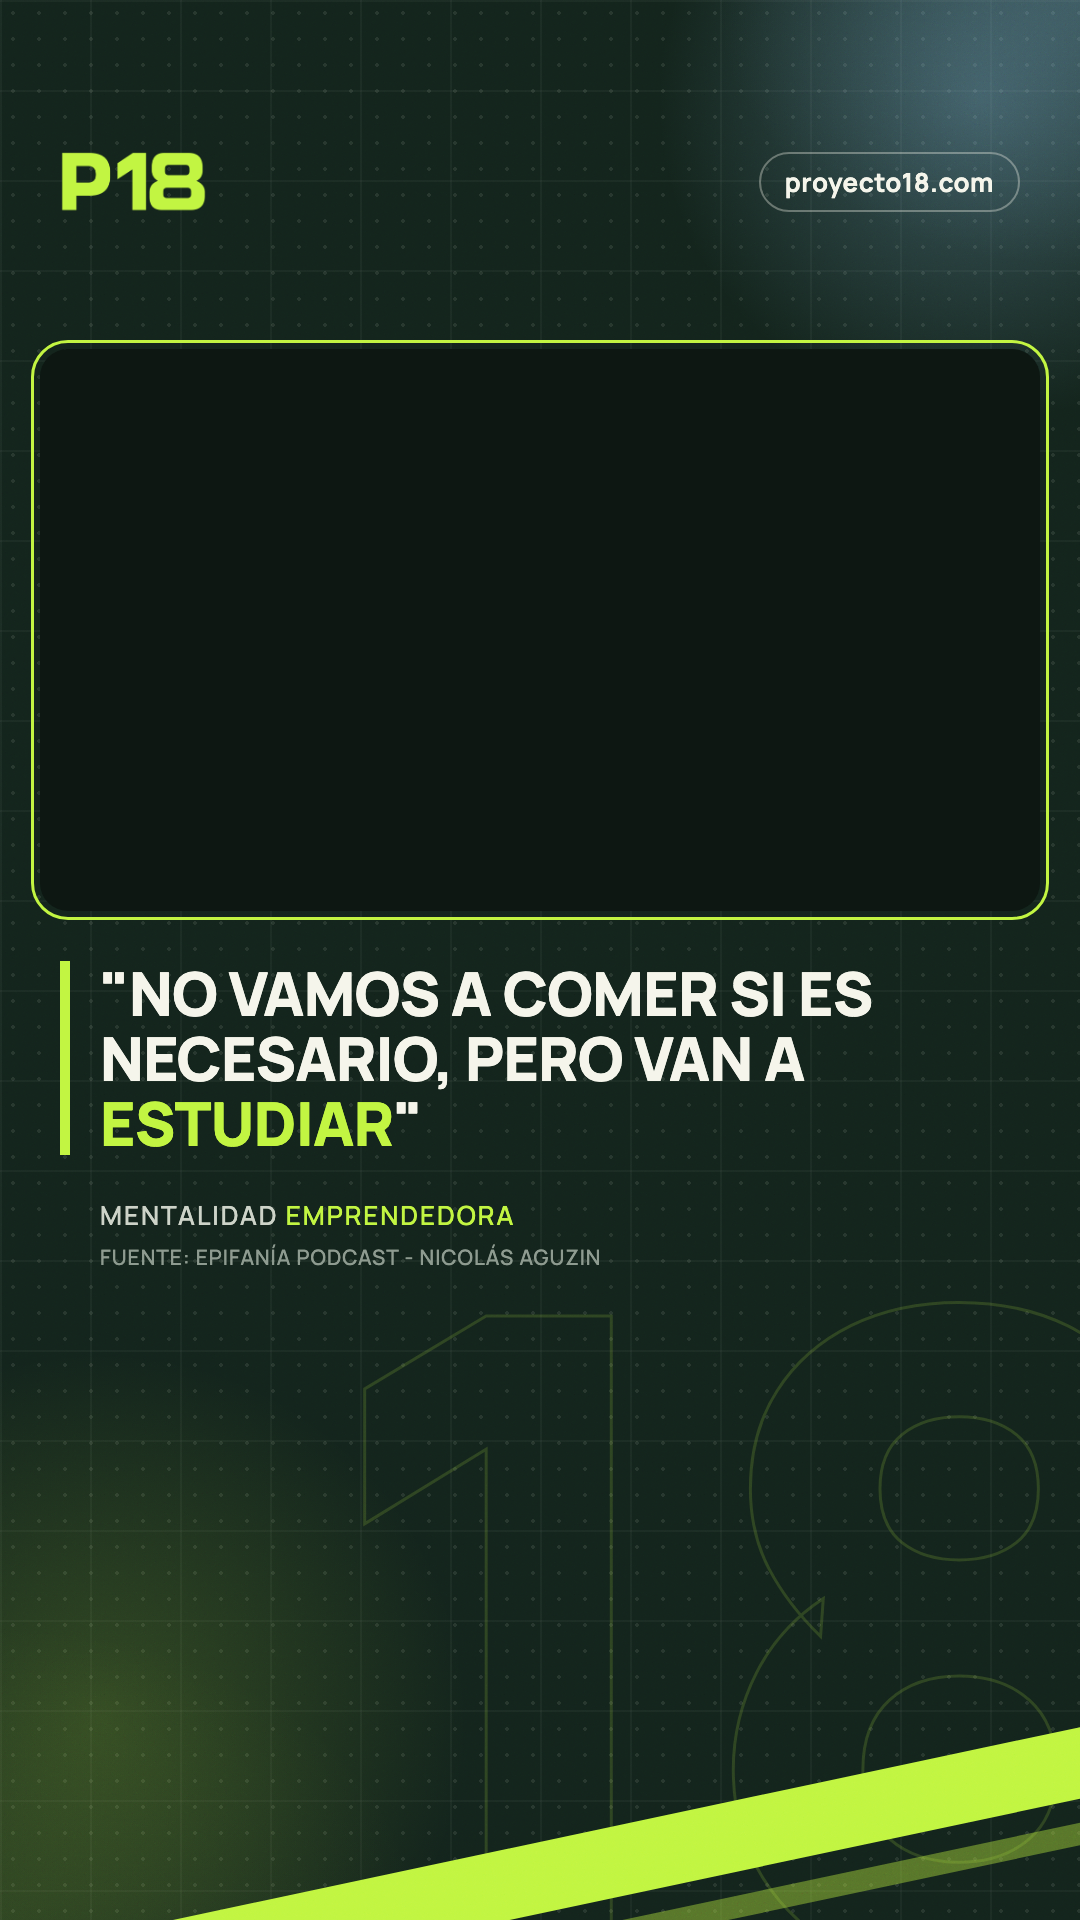 P18
proyecto18.com
"NO VAMOS A COMER SI ES
NECESARIO, PERO VAN A
ESTUDIAR"
MENTALIDAD EMPRENDEDORA
FUENTE: EPIFANÍA PODCAST - NICOLÁS AGUZIN
18